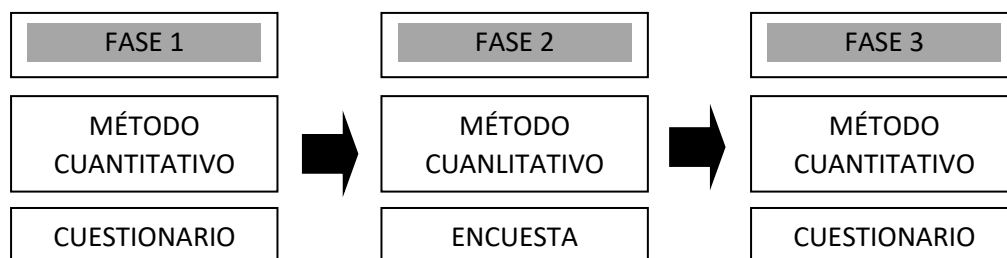 FASE 1
FASE 2
FASE 3
MÉTODO
CUANTITATIVO
MÉTODO
CUANLITATIVO
MÉTODO
CUANTITATIVO
CUESTIONARIO
ENCUESTA
CUESTIONARIO